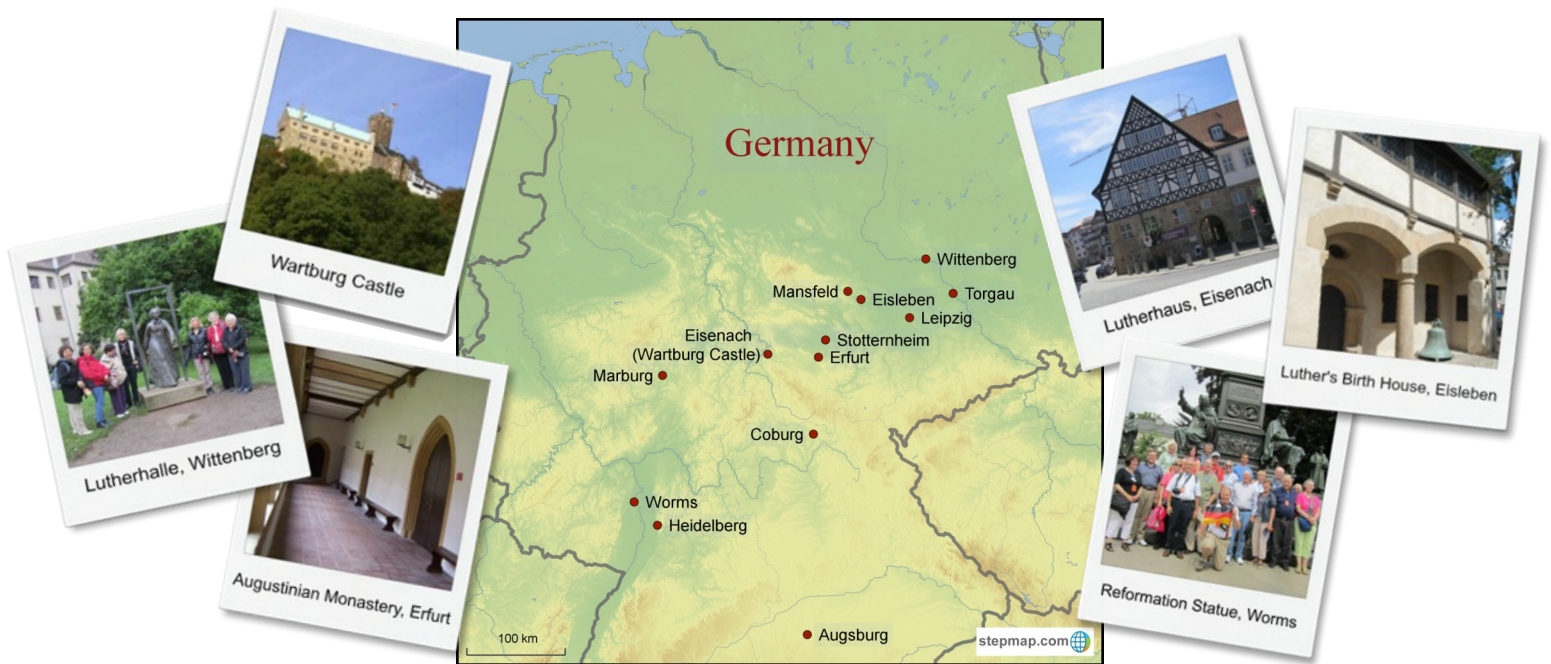 Wartburg Castle
Lutherhalle, Wittenberg
Augustinian Monastery, Erfurt
Germany
Wittenberg
Mansfeld
Eisleben
Torgau
Leipzig
Eisenach
(Wartburg Castle)
Stotternheim
Erfurt
Marburg
Coburg
Worms
Heidelberg
Augsburg
100 km
stepmap.com
Lutherhaus, Eisenach
Luther's Birth House, Eisleben
Reformation Statue, Worms